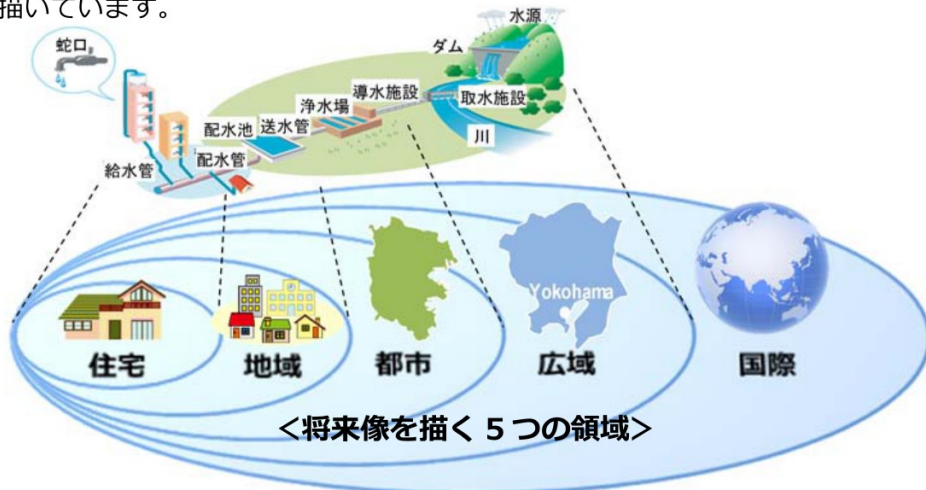 描いています。
水源
ダム
蛇口
取水施設
導水施設
浄水場
川
送水管
配水池
配水管
給水管
Yokohama
住宅
地域
都市
広域
国際
＜将来像を描く５つの領域＞